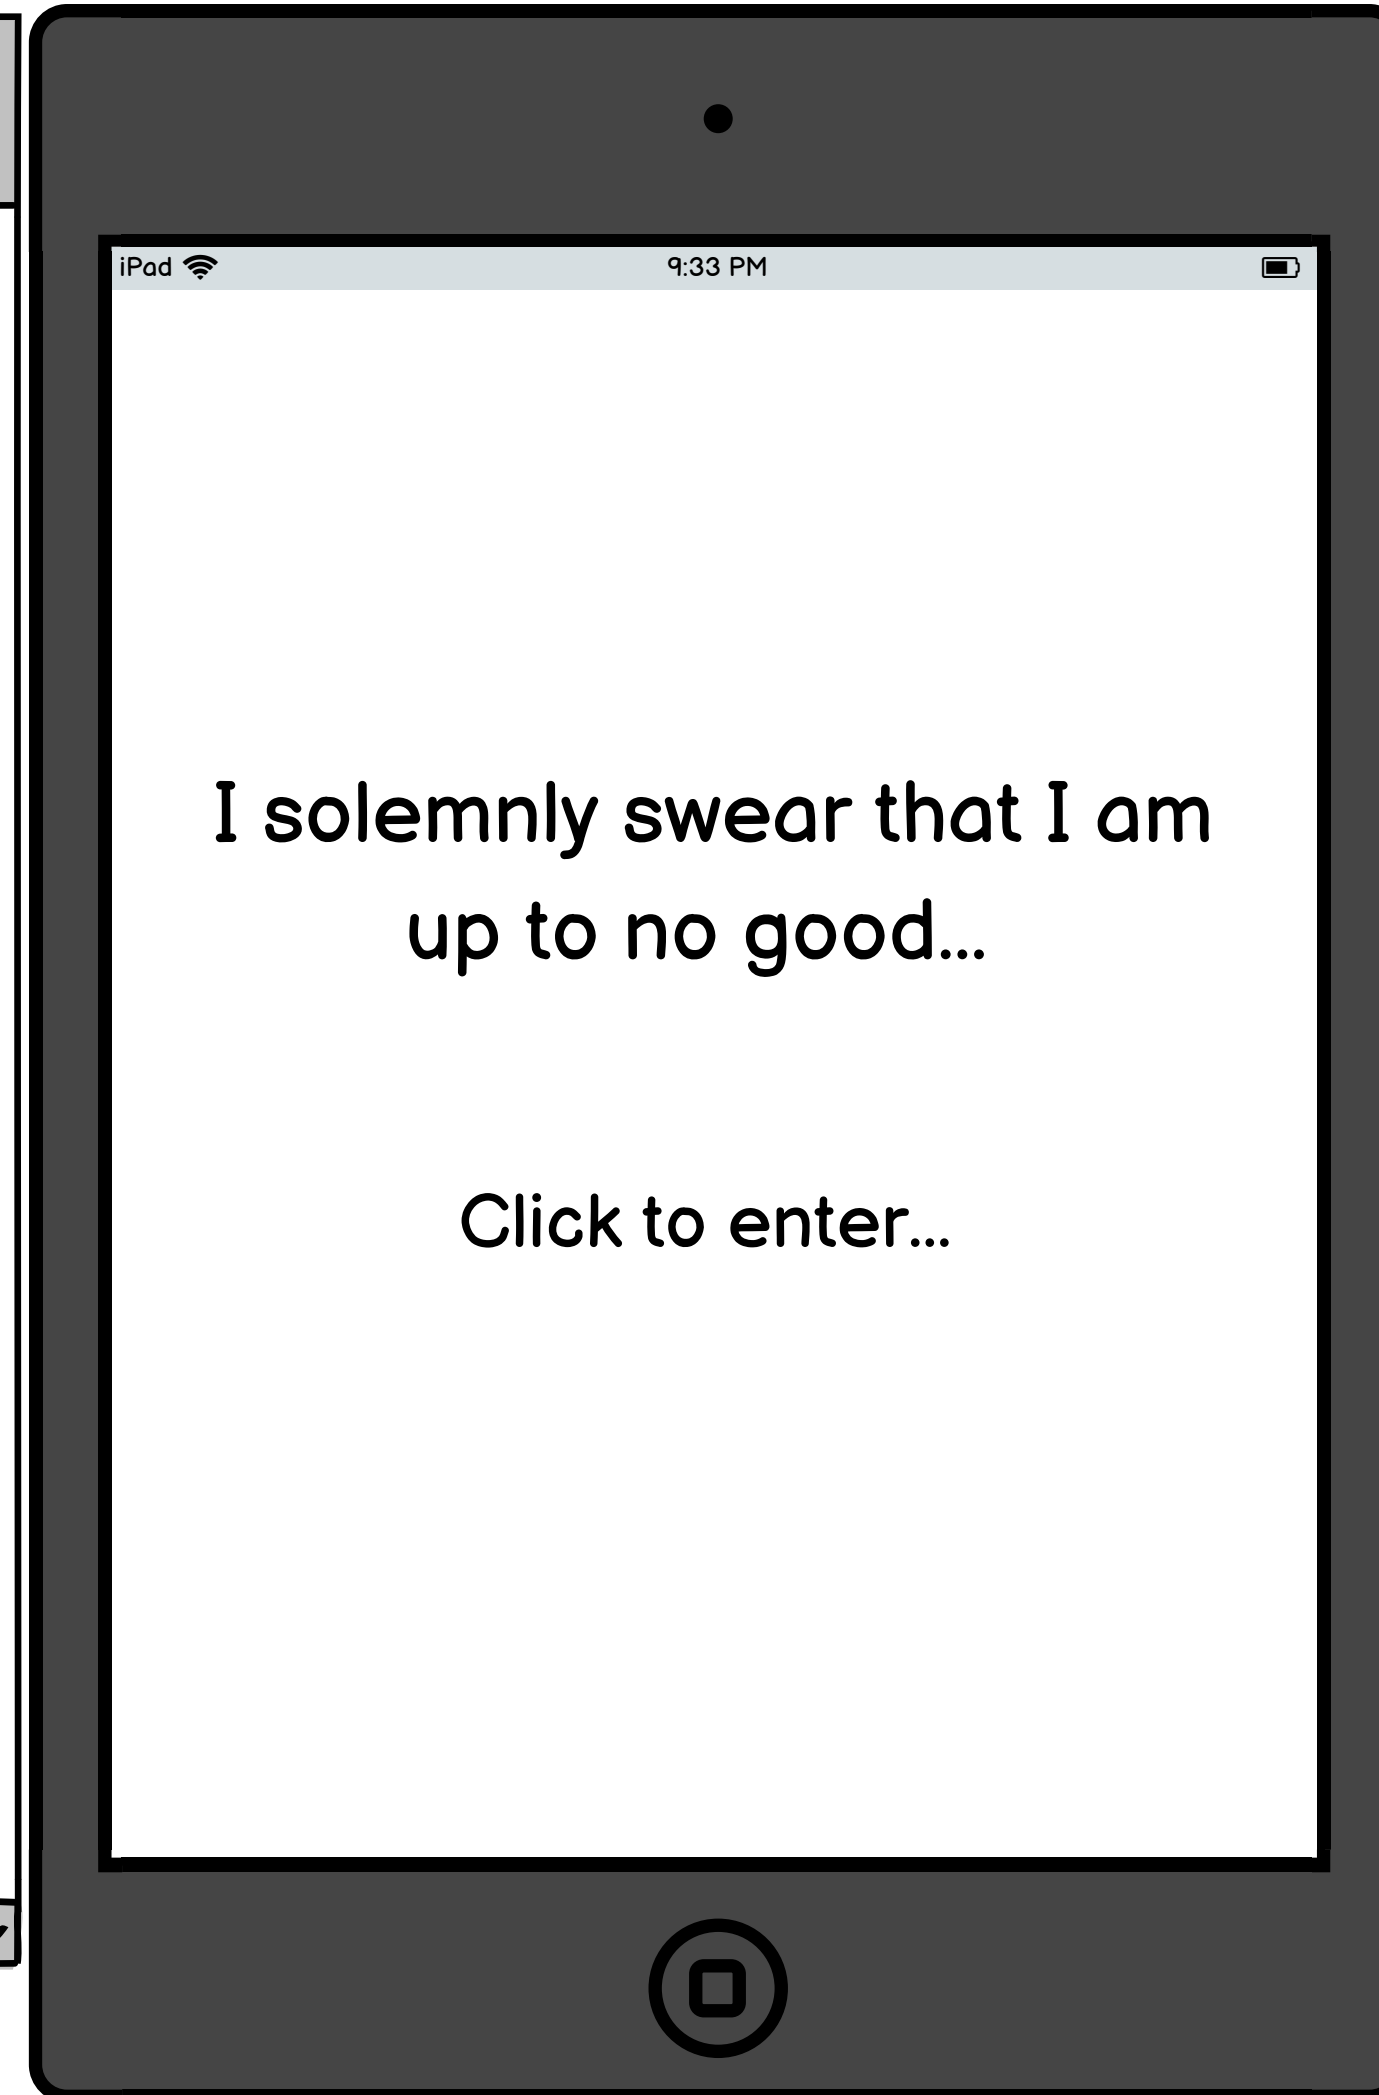 iPad 9:33 PM
I solemnly swear that I am
up to no good...
Click to enter...